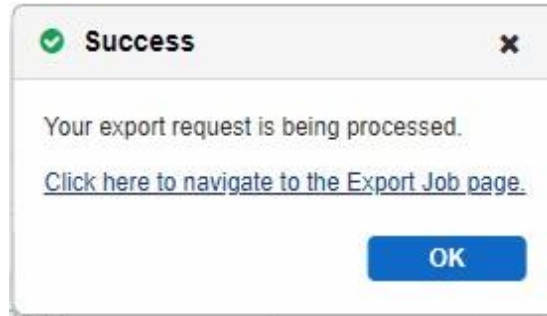 Success
Your export request is being processed.
Click here to navigate to the Export Job page.
OK